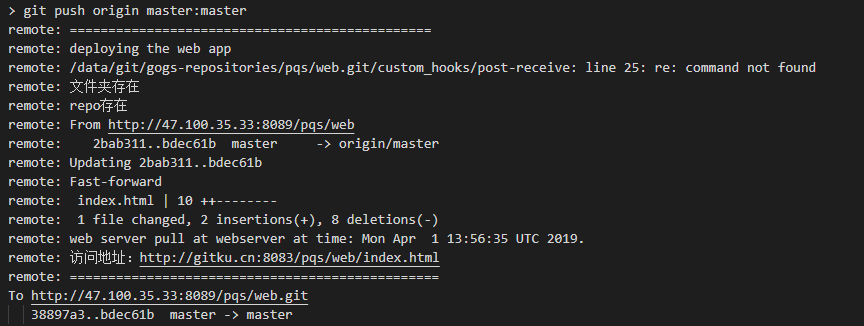 > git push origin master:master
remote: ===============================================
remote: deploying the web app
remote: /data/git/gogs-repositories/pqs/web.git/custom_hooks/post-receive: line 25: re: command not found
remote: 文件夹存在
remote: repo存在
remote: From http://47.100.35.33:8089/pqs/web
remote:    2bab311..bdec61b  master     -> origin/master
remote: Updating 2bab311..bdec61b
remote: Fast-forward
remote:  index.html | 10 ++--------
remote:  1 file changed, 2 insertions(+), 8 deletions(-)
remote: web server pull at webserver at time: Mon Apr  1 13:56:35 UTC 2019.
remote: 访问地址：http://gitku.cn:8083/pqs/web/index.html
remote: ================================================
To http://47.100.35.33:8089/pqs/web.git
   38897a3..bdec61b  master -> master